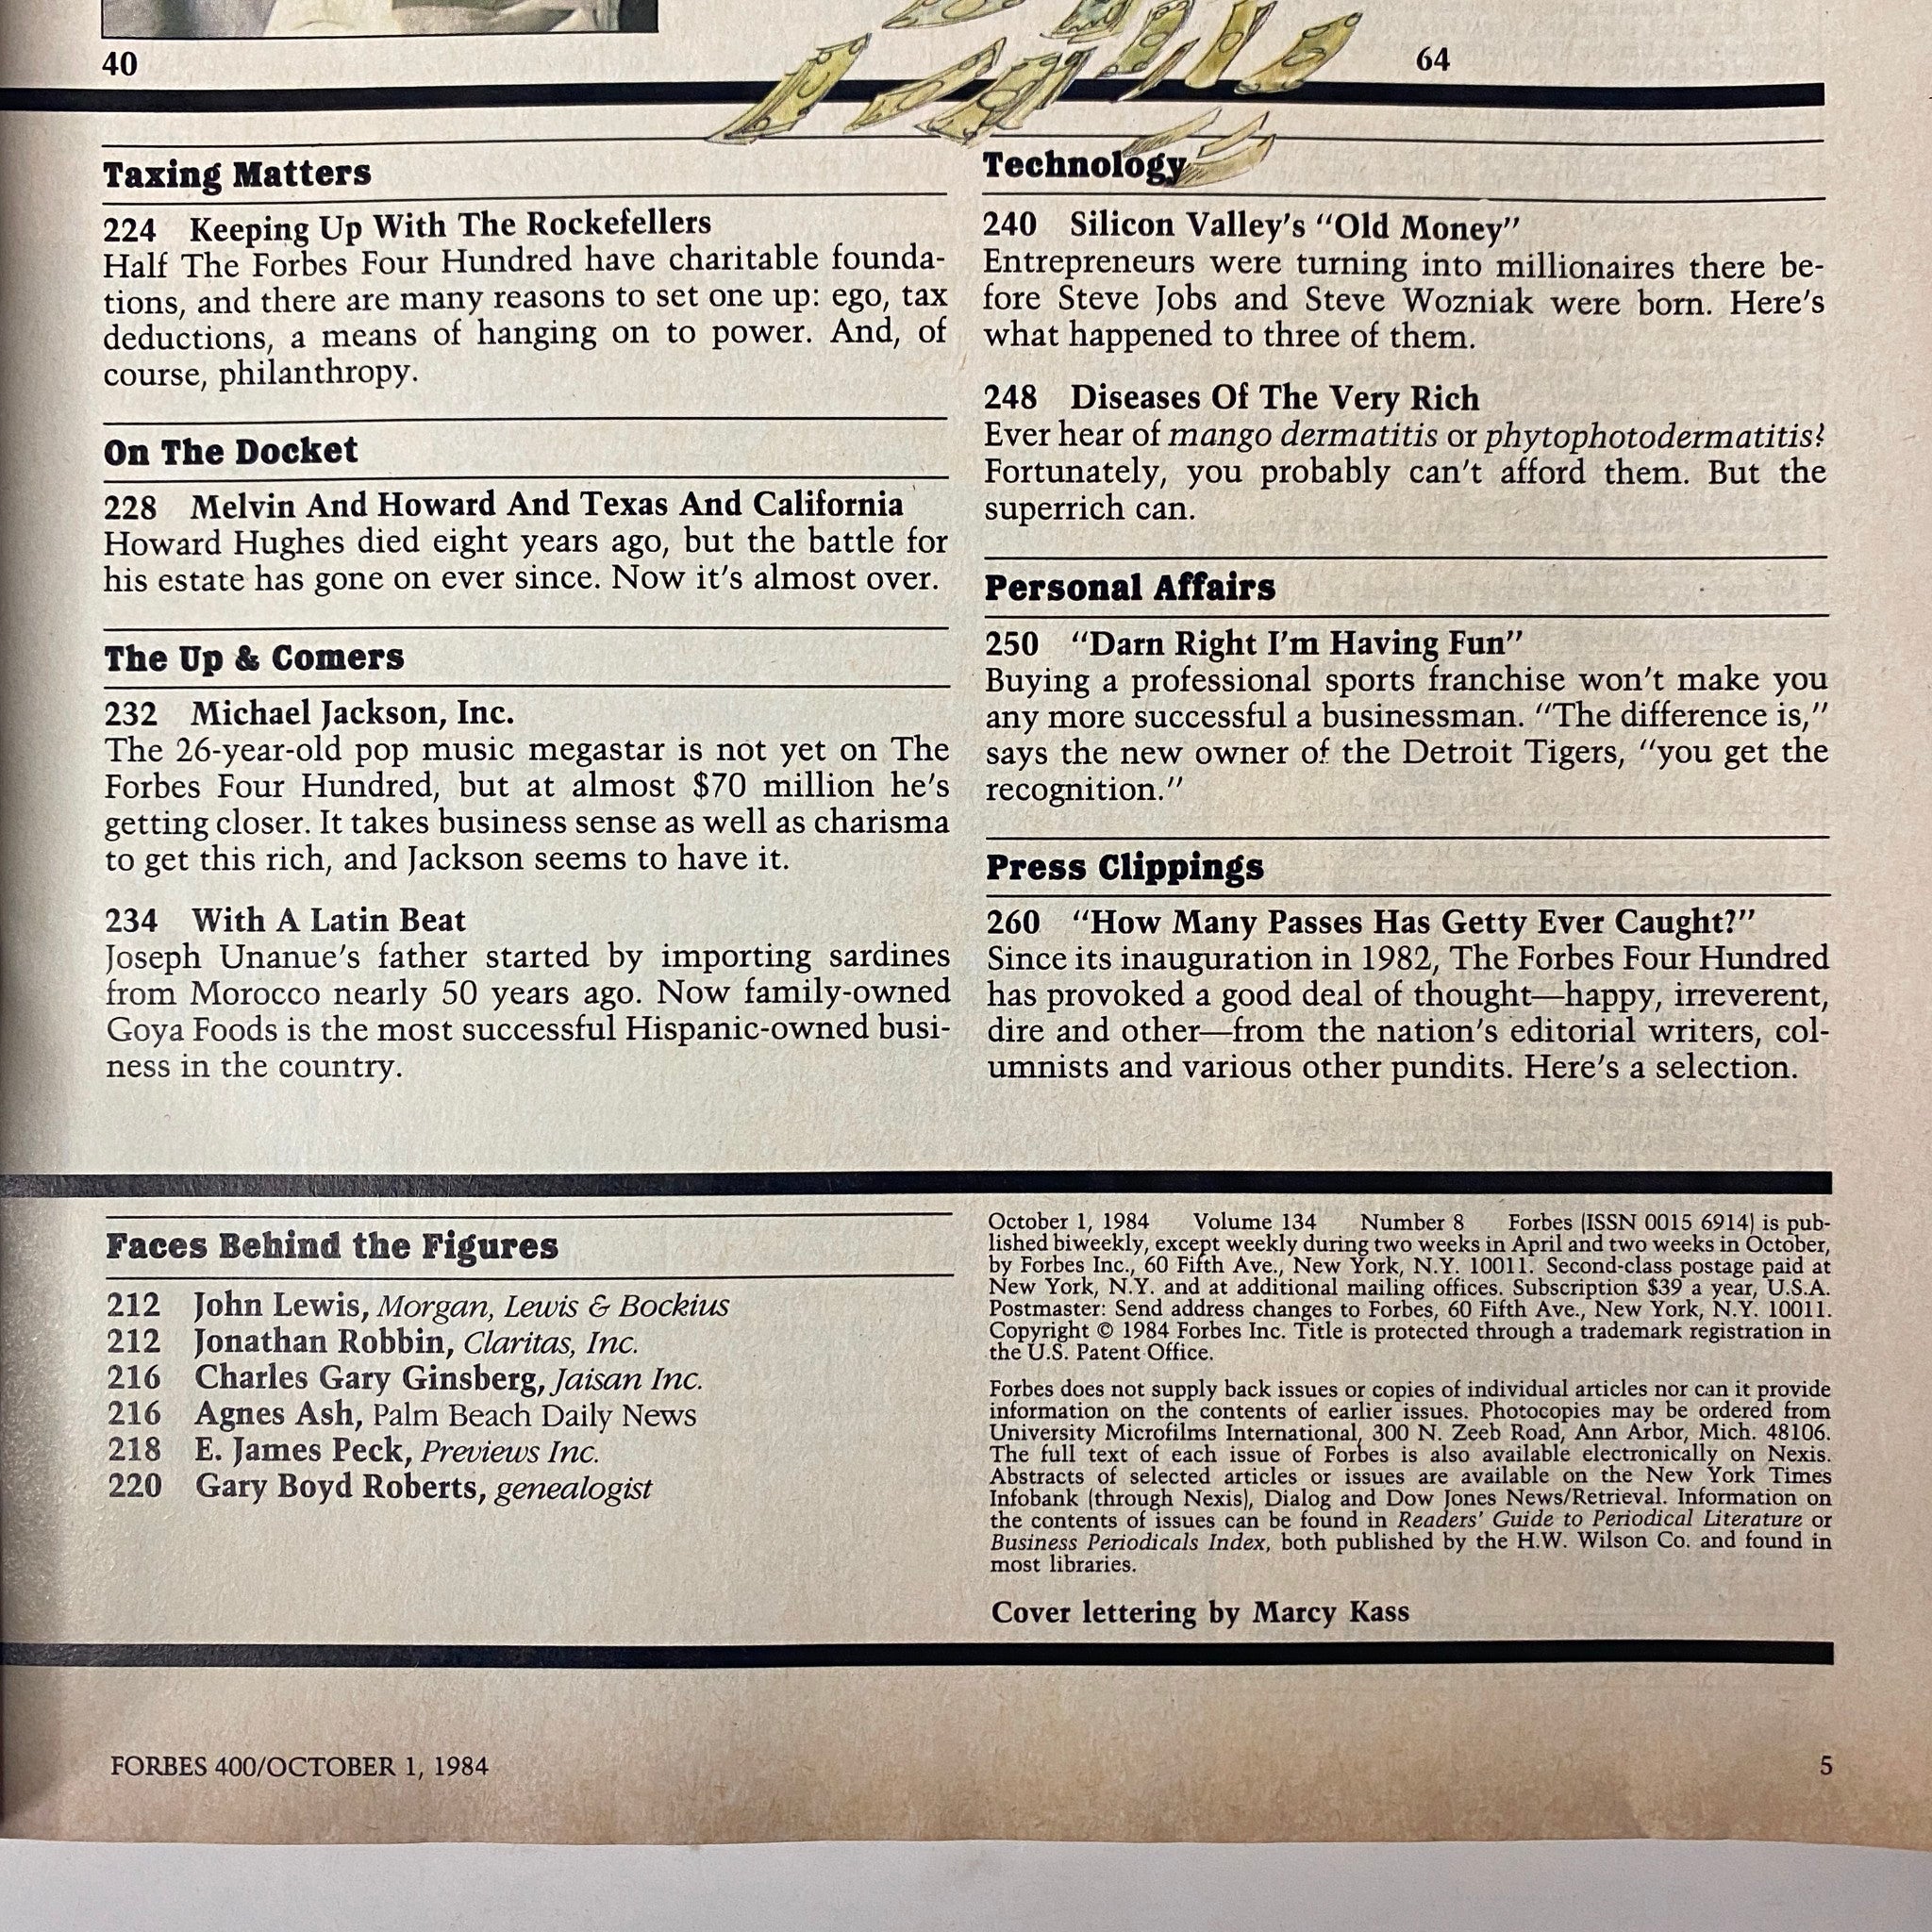 40
64
Taxing Matters
224 Keeping Up With The Rockefellers
Half The Forbes Four Hundred have charitable founda-
tions, and there are many reasons to set one up: ego, tax
deductions, a means of hanging on to power. And, of
course, philanthropy.
On The Docket
228 Melvin And Howard And Texas And California
Howard Hughes died eight years ago, but the battle for
his estate has gone on ever since. Now it's almost over.
The Up & Comers
232 Michael Jackson, Inc.
The 26-year-old pop music megastar is not yet on The
Forbes Four Hundred, but at almost $70 million he's
getting closer. It takes business sense as well as charisma
to get this rich, and Jackson seems to have it.
234 With A Latin Beat
Joseph Unanue's father started by importing sardines
from Morocco nearly 50 years ago. Now family-owned
Goya Foods is the most successful Hispanic-owned busi-
ness in the country.
Technology
240 Silicon Valley's "Old Money"
Entrepreneurs were turning into millionaires there be-
fore Steve Jobs and Steve Wozniak were born. Here's
what happened to three of them.
248 Diseases Of The Very Rich
Ever hear of mango dermatitis or phytophotodermatitis?
Fortunately, you probably can't afford them. But the
superrich can.
Personal Affairs
250 "Darn Right I'm Having Fun"
Buying a professional sports franchise won't make you
any more successful a businessman. "The difference is,"
says the new owner of the Detroit Tigers, "you get the
recognition."
Press Clippings
260 "How Many Passes Has Getty Ever Caught?"
Since its inauguration in 1982, The Forbes Four Hundred
has provoked a good deal of thought—happy, irreverent,
dire and other—from the nation's editorial writers, col-
umnists and various other pundits. Here's a selection.
Faces Behind the Figures
212 John Lewis, Morgan, Lewis & Bockius
212 Jonathan Robbin, Claritas, Inc.
216 Charles Gary Ginsberg, Jaisan Inc.
216 Agnes Ash, Palm Beach Daily News
218 E. James Peck, Previews Inc.
220 Gary Boyd Roberts, genealogist
October 1, 1984 Volume 134 Number 8 Forbes (ISSN 0015 6914) is pub-
lished biweekly, except weekly during two weeks in April and two weeks in October,
by Forbes Inc., 60 Fifth Ave., New York, N.Y. 10011. Second-class postage paid at
New York, N.Y. and at additional mailing offices. Subscription $39 a year, U.S.A.
Postmaster: Send address changes to Forbes, 60 Fifth Ave., New York, N.Y. 10011.
Copyright © 1984 Forbes Inc. Title is protected through a trademark registration in
the U.S. Patent Office.
Forbes does not supply back issues or copies of individual articles nor can it provide
information on the contents of earlier issues. Photocopies may be ordered from
University Microfilms International, 300 N. Zeeb Road, Ann Arbor, Mich. 48106.
The full text of each issue of Forbes is also available electronically on Nexis.
Abstracts of selected articles or issues are available on the New York Times
Infobank (through Nexis), Dialog and Dow Jones News/Retrieval. Information on
the contents of issues can be found in Readers' Guide to Periodical Literature or
Business Periodicals Index, both published by the H.W. Wilson Co. and found in
most libraries.
Cover lettering by Marcy Kass
FORBES 400/OCTOBER 1, 1984
5